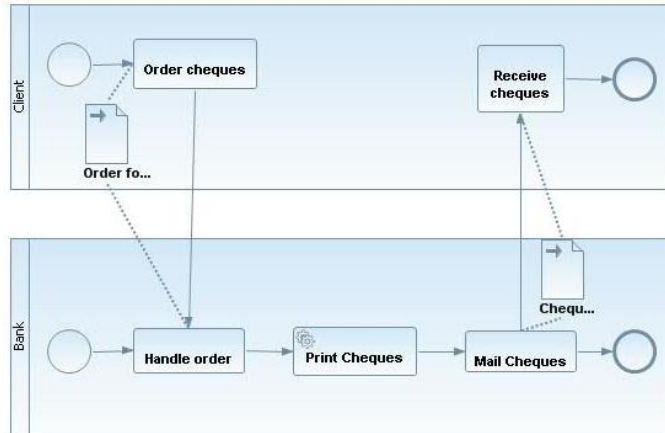 Client
Order cheques
Receive
cheques
Order fo...
Bank
Chequ...
Handle order
Print Cheques
Mail Cheques